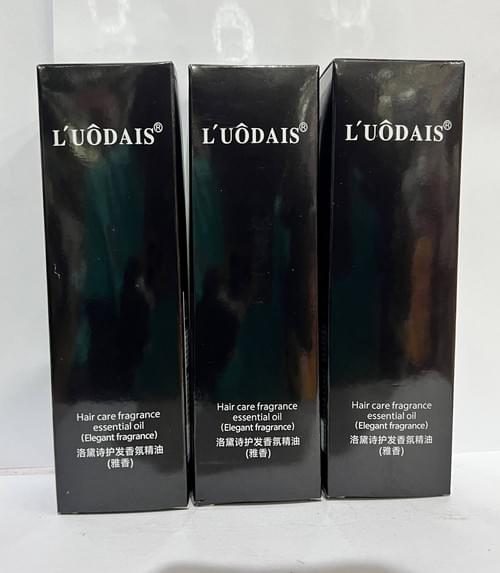 L'UÔDAIS®
Hair care fragrance
essential oil
(Elegant fragrance)
洛黛诗护发香氛精油
(雅香)
L'UÔDAIS®
Hair care fragrance
essential oil
(Elegant fragrance)
洛黛诗护发香氛精油
(雅香)
L'UÔDAIS®
Hair care fragrance
essential oil
(Elegant fragrance)
洛黛诗护发香氛精油
(雅香)